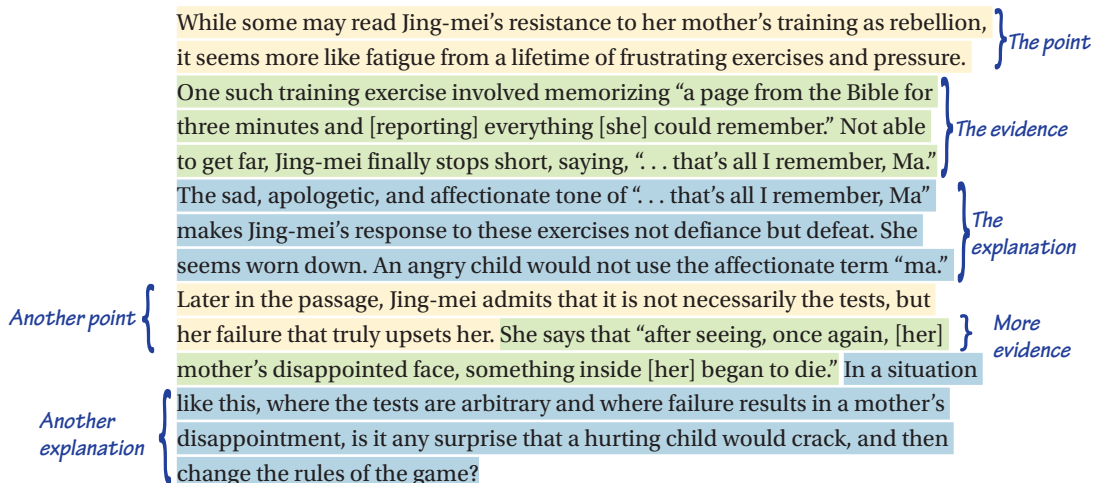 While some may read Jing-mei’s resistance to her mother’s training as rebellion,
it seems more like fatigue from a lifetime of frustrating exercises and pressure.
The point
One such training exercise involved memorizing “a page from the Bible for
three minutes and [reporting] everything [she] could remember.” Not able
to get far, Jing-mei finally stops short, saying, “. . . that’s all I remember, Ma.”
The evidence
The sad, apologetic, and affectionate tone of “. . . that’s all I remember, Ma”
makes Jing-mei’s response to these exercises not defiance but defeat. She
seems worn down. An angry child would not use the affectionate term “ma.”
The
explanation
Another point
Later in the passage, Jing-mei admits that it is not necessarily the tests, but
her failure that truly upsets her. She says that “after seeing, once again, [her]
mother’s disappointed face, something inside [her] began to die.” In a situation
More
evidence
like this, where the tests are arbitrary and where failure results in a mother’s
disappointment, is it any surprise that a hurting child would crack, and then
change the rules of the game?
Another
explanation